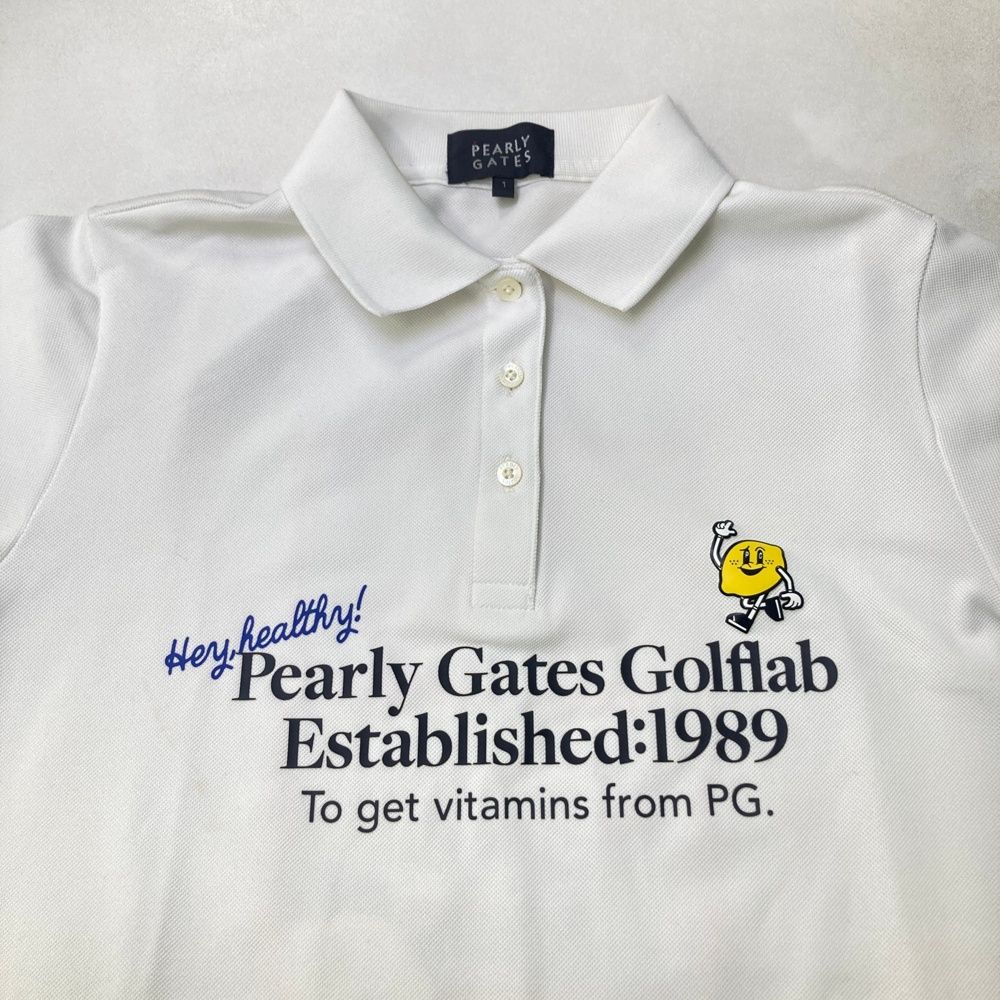 PEARLY
GATES
1
Hey, healthy!
Pearly Gates Golflab
Established:1989
To get vitamins from PG.